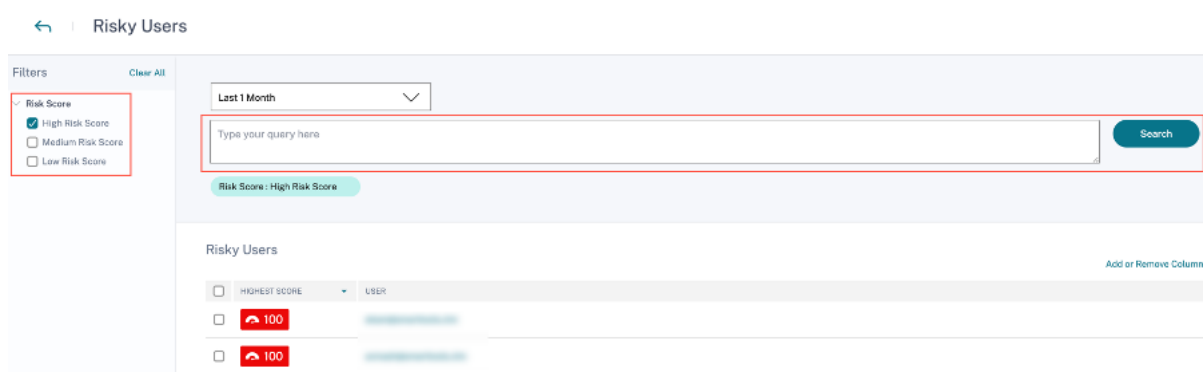 Risky Users
Filters
Clear All
Risk Score
High Risk Score
Medium Risk Score
Low Risk Score
Last 1 Month
Type your query here
Search
Risk Score : High Risk Score
Risky Users
Add or Remove Column
HIGHEST SCORE
USER
100
100